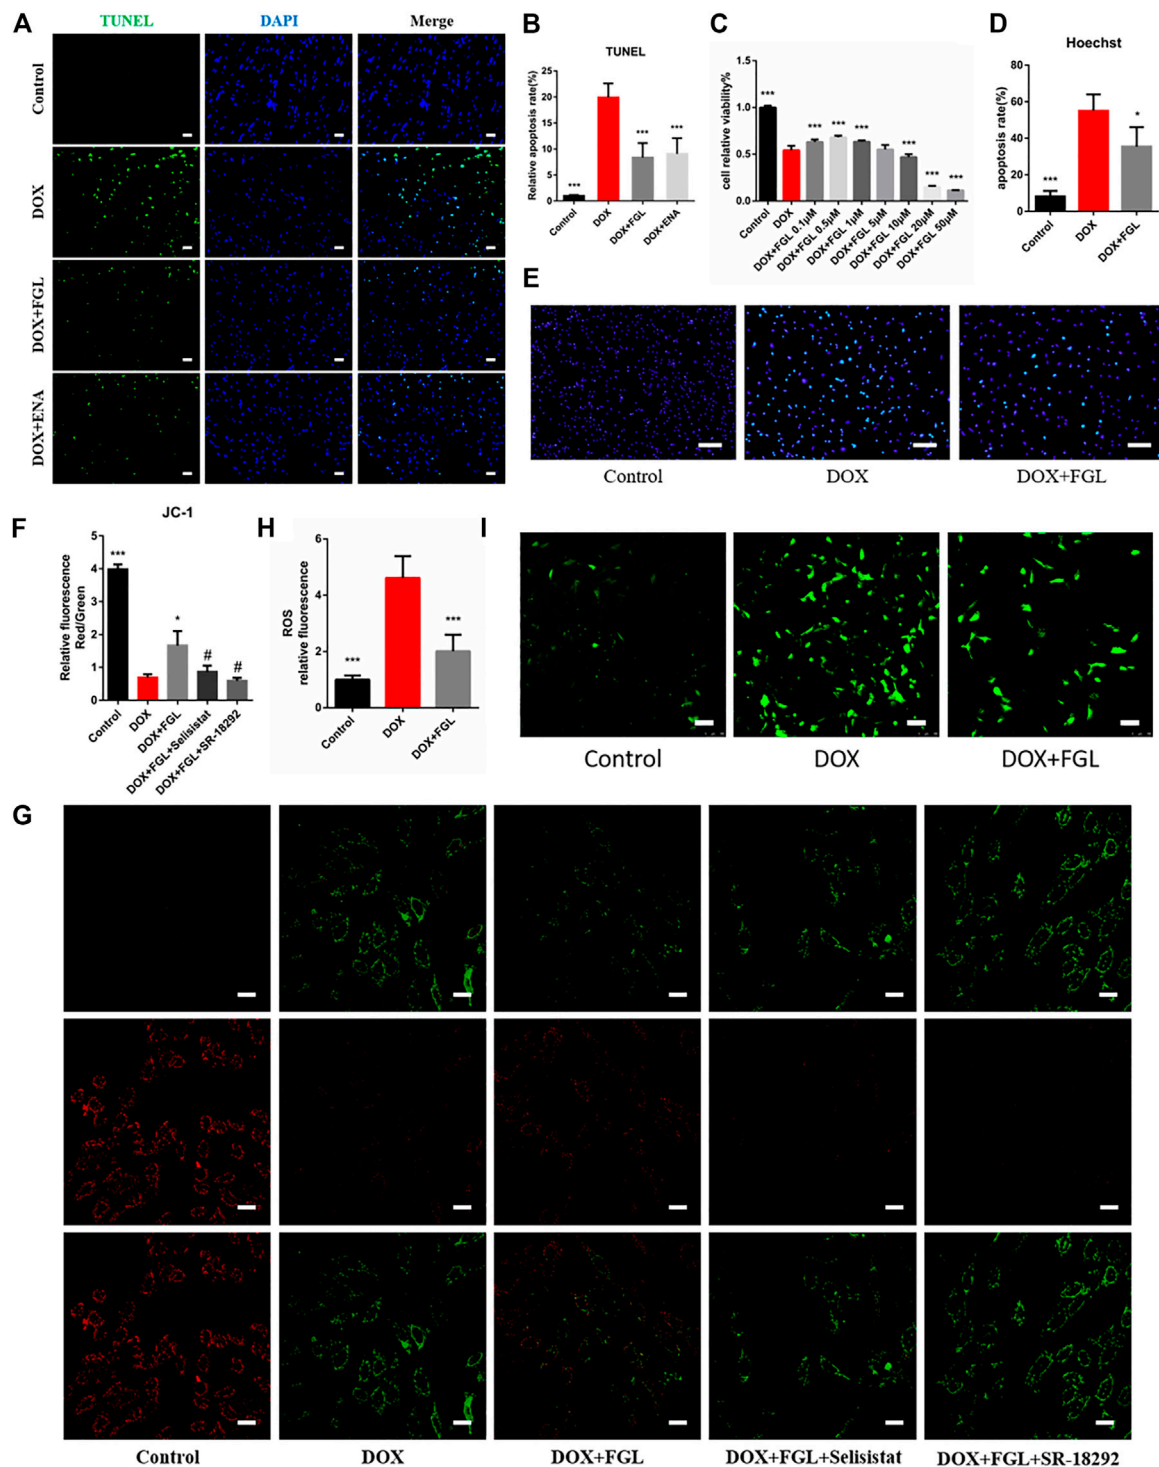 A
TUNEL
DAPI
Merge
Control
DOX
DOX+FGL
DOX+ENA
B
TUNEL
Relative apoptosis rate(%)
25
20
15
10
5
0
***
***
***
Control
DOX
DOX+FGL
DOX+ENA
C
cell relative viability%
1.5
1.0
0.5
0.0
***
***
***
***
***
***
***
Control
DOX
DOX+FGL 0.1μM
DOX+FGL 0.5μM
DOX+FGL 1μM
DOX+FGL 5μM
DOX+FGL 10μM
DOX+FGL 20μM
DOX+FGL 50μM
D
Hoechst
apoptosis rate(%)
80
60
40
20
0
***
*
Control
DOX
DOX+FGL
E
Control
DOX
DOX+FGL
F
JC-1
Relative fluorescence
Red/Green
5
4
3
2
1
0
***
*
#
#
Control
DOX
DOX+FGL
DOX+FGL+Selisistat
DOX+FGL+SR-18292
H
ROS
relative fluorescence
6
4
2
0
***
***
Control
DOX
DOX+FGL
I
Control
DOX
DOX+FGL
G
Control
DOX
DOX+FGL
DOX+FGL+Selisistat
DOX+FGL+SR-18292